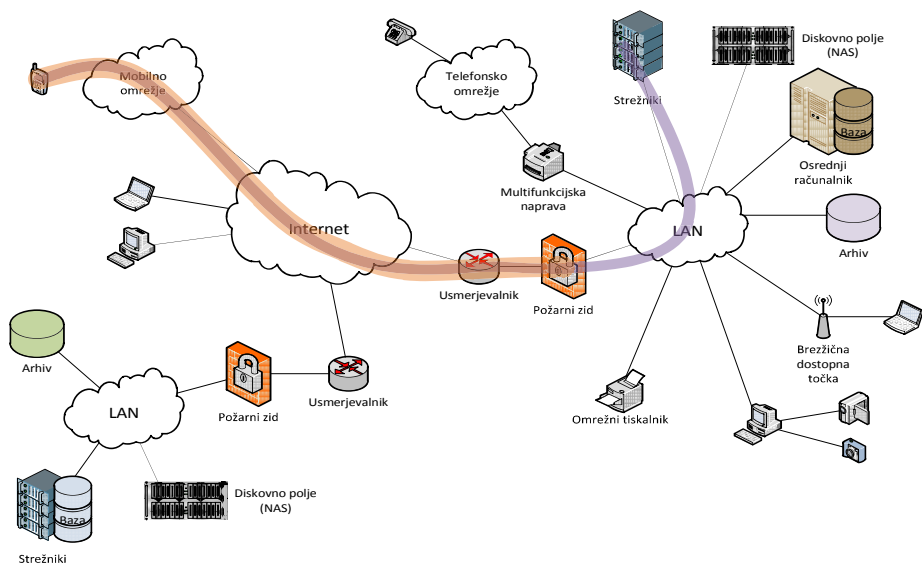 Mobilno
omrežje
Telefonsko
omrežje
Strežniki
Diskovno polje
(NAS)
Baza
Osrednji
računalnik
Multifunkcijska
naprava
Internet
LAN
Arhiv
Usmerjevalnik
Požarni zid
Brezžična
dostopna
točka
Omrežni tiskalnik
Arhiv
LAN
Požarni zid
Usmerjevalnik
Baza
Diskovno polje
(NAS)
Strežniki